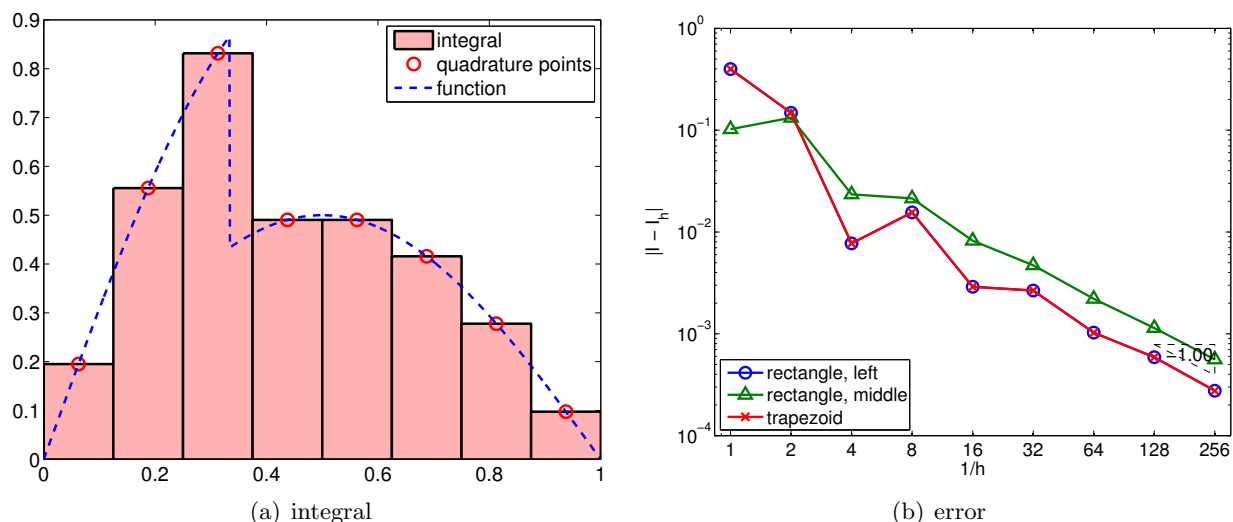 0.9
0.8
0.7
0.6
0.5
0.4
0.3
0.2
0.1
0
0 0.2 0.4 0.6 0.8 1
integral
quadrature points
function
(a) integral
10^0
10^-1
10^-2
10^-3
10^-4
|I − I_h|
−1.00
rectangle, left
rectangle, middle
trapezoid
1 2 4 8 16 32 64 128 256
1/h
(b) error